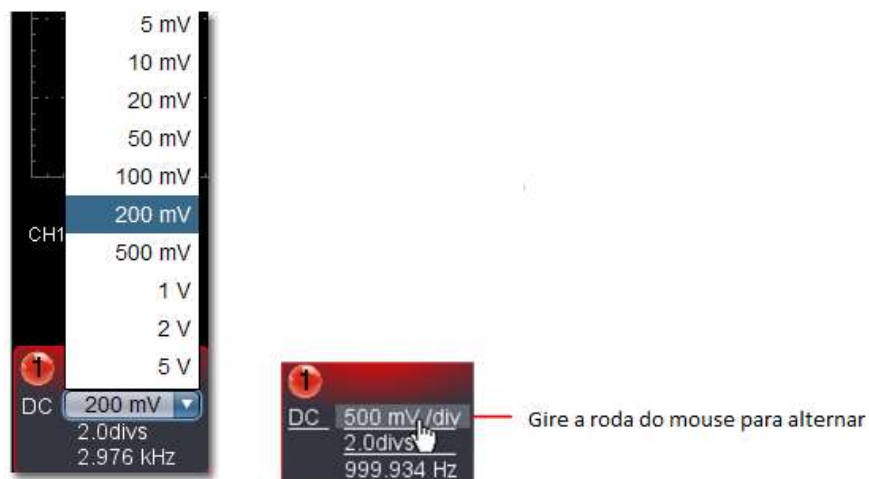 5 mV
10 mV
20 mV
50 mV
100 mV
200 mV
CH1
500 mV
1 V
2 V
5 V
1
DC 200 mV
2.0divs
2.976 kHz
1
DC 500 mV /div
2.0divs
999.934 Hz
Gire a roda do mouse para alternar